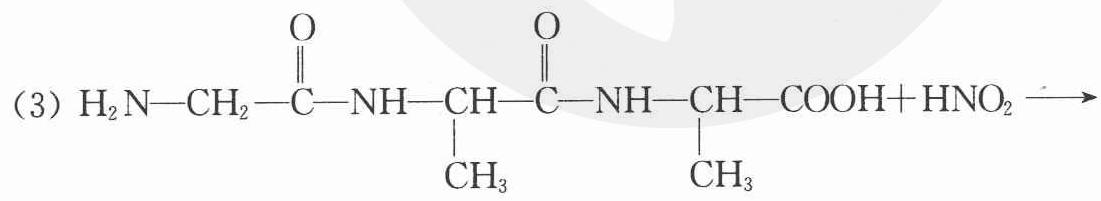 O O
(3) H₂N—CH₂—C—NH—CH—C—NH—CH—COOH+HNO₂ ⟶
CH₃ CH₃